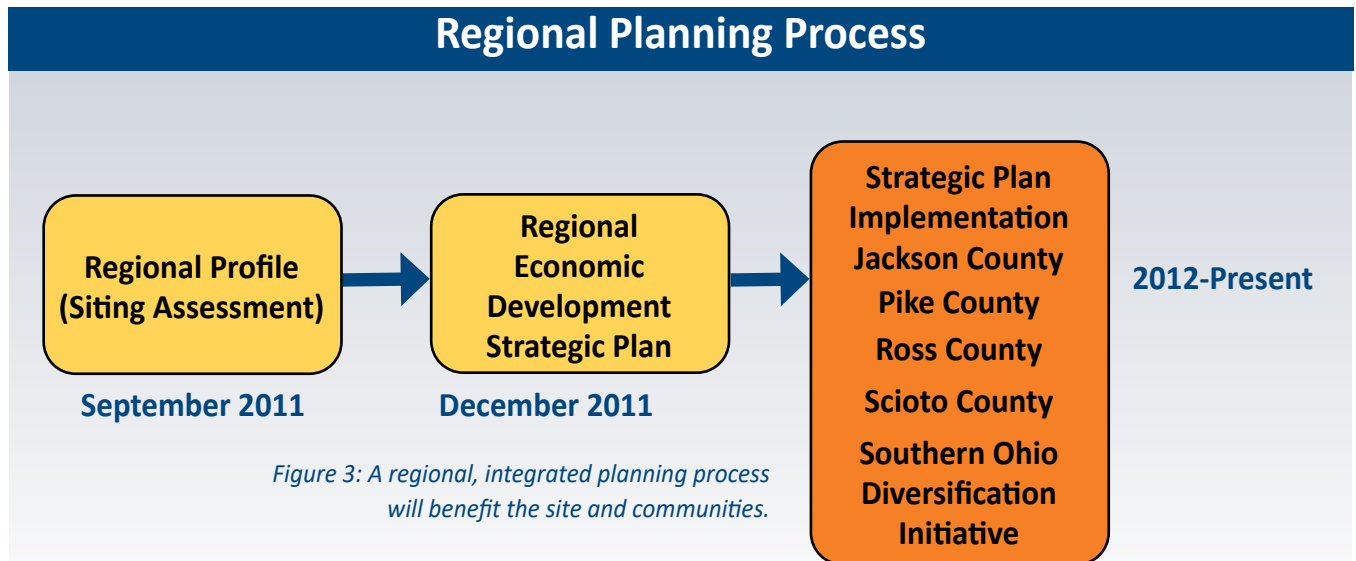 Regional Planning Process
Regional Profile
(Siting Assessment)
September 2011
Regional
Economic
Development
Strategic Plan
December 2011
Strategic Plan
Implementation
Jackson County
Pike County
Ross County
Scioto County
Southern Ohio
Diversification
Initiative
2012-Present
Figure 3: A regional, integrated planning process
will benefit the site and communities.